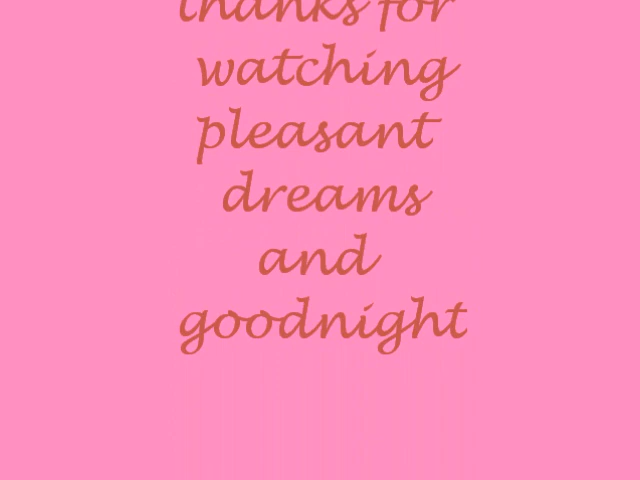 thanks for
watching
pleasant
dreams
and
goodnight